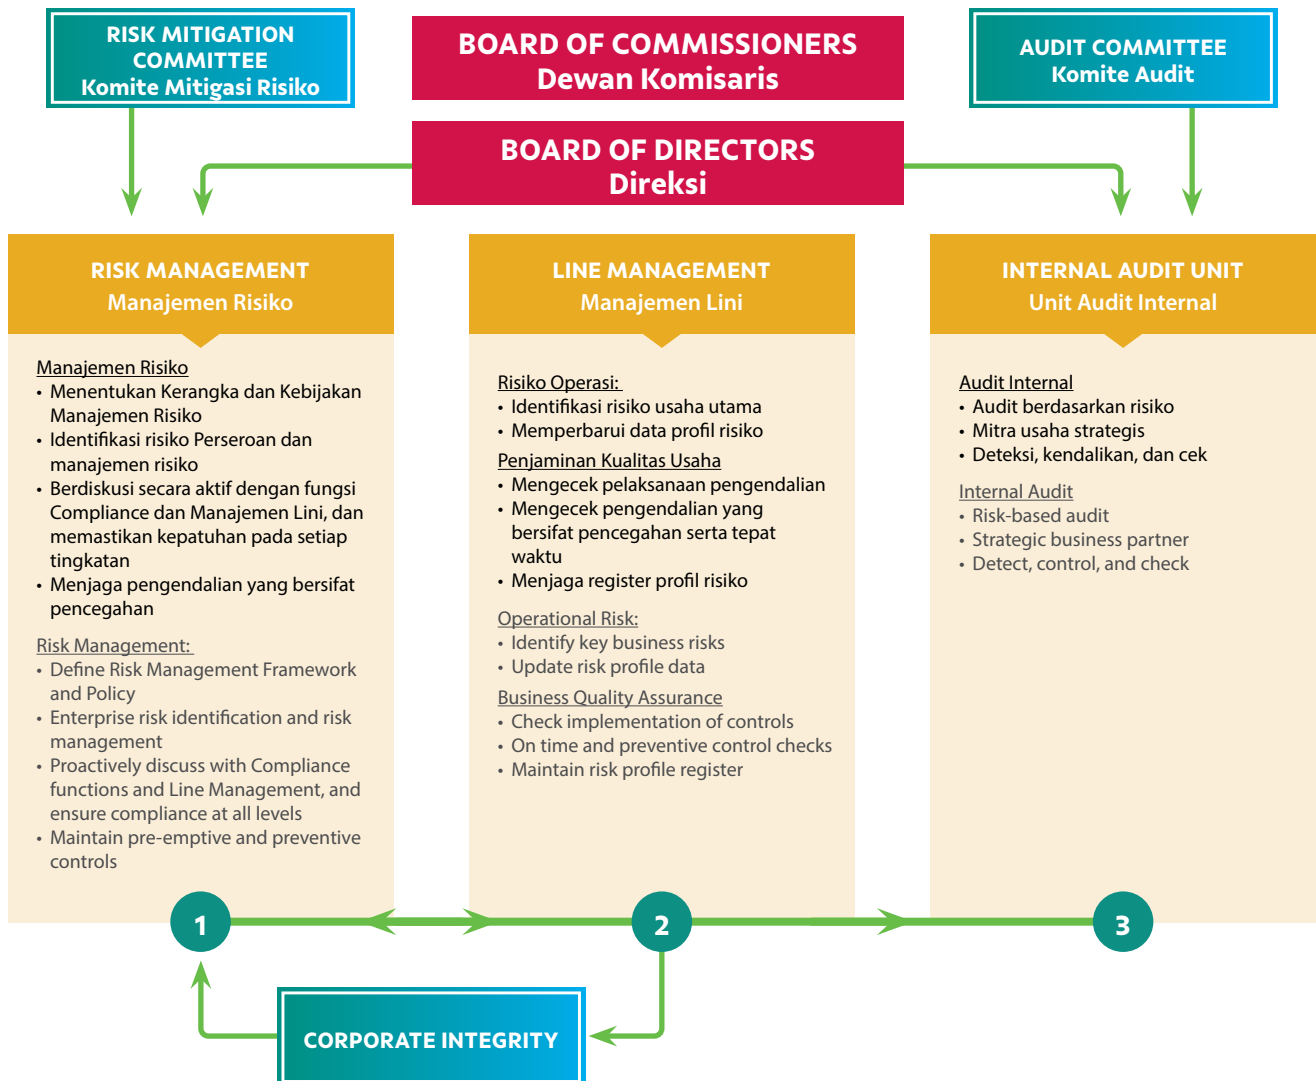 RISK MITIGATION
COMMITTEE
Komite Mitigasi Risiko
BOARD OF COMMISSIONERS
Dewan Komisaris
AUDIT COMMITTEE
Komite Audit
BOARD OF DIRECTORS
Direksi
RISK MANAGEMENT
Manajemen Risiko
Manajemen Risiko
• Menentukan Kerangka dan Kebijakan
Manajemen Risiko
• Identifikasi risiko Perseroan dan
manajemen risiko
• Berdiskusi secara aktif dengan fungsi
Compliance dan Manajemen Lini, dan
memastikan kepatuhan pada setiap
tingkatan
• Menjaga pengendalian yang bersifat
pencegahan
Risk Management:
• Define Risk Management Framework
and Policy
• Enterprise risk identification and risk
management
• Proactively discuss with Compliance
functions and Line Management, and
ensure compliance at all levels
• Maintain pre-emptive and preventive
controls
LINE MANAGEMENT
Manajemen Lini
Risiko Operasi:
• Identifikasi risiko usaha utama
• Memperbarui data profil risiko
Penjaminan Kualitas Usaha
• Mengecek pelaksanaan pengendalian
• Mengecek pengendalian yang
bersifat pencegahan serta tepat
waktu
• Menjaga register profil risiko
Operational Risk:
• Identify key business risks
• Update risk profile data
Business Quality Assurance
• Check implementation of controls
• On time and preventive control checks
• Maintain risk profile register
INTERNAL AUDIT UNIT
Unit Audit Internal
Audit Internal
• Audit berdasarkan risiko
• Mitra usaha strategis
• Deteksi, kendalikan, dan cek
Internal Audit
• Risk-based audit
• Strategic business partner
• Detect, control, and check
1
2
3
CORPORATE INTEGRITY